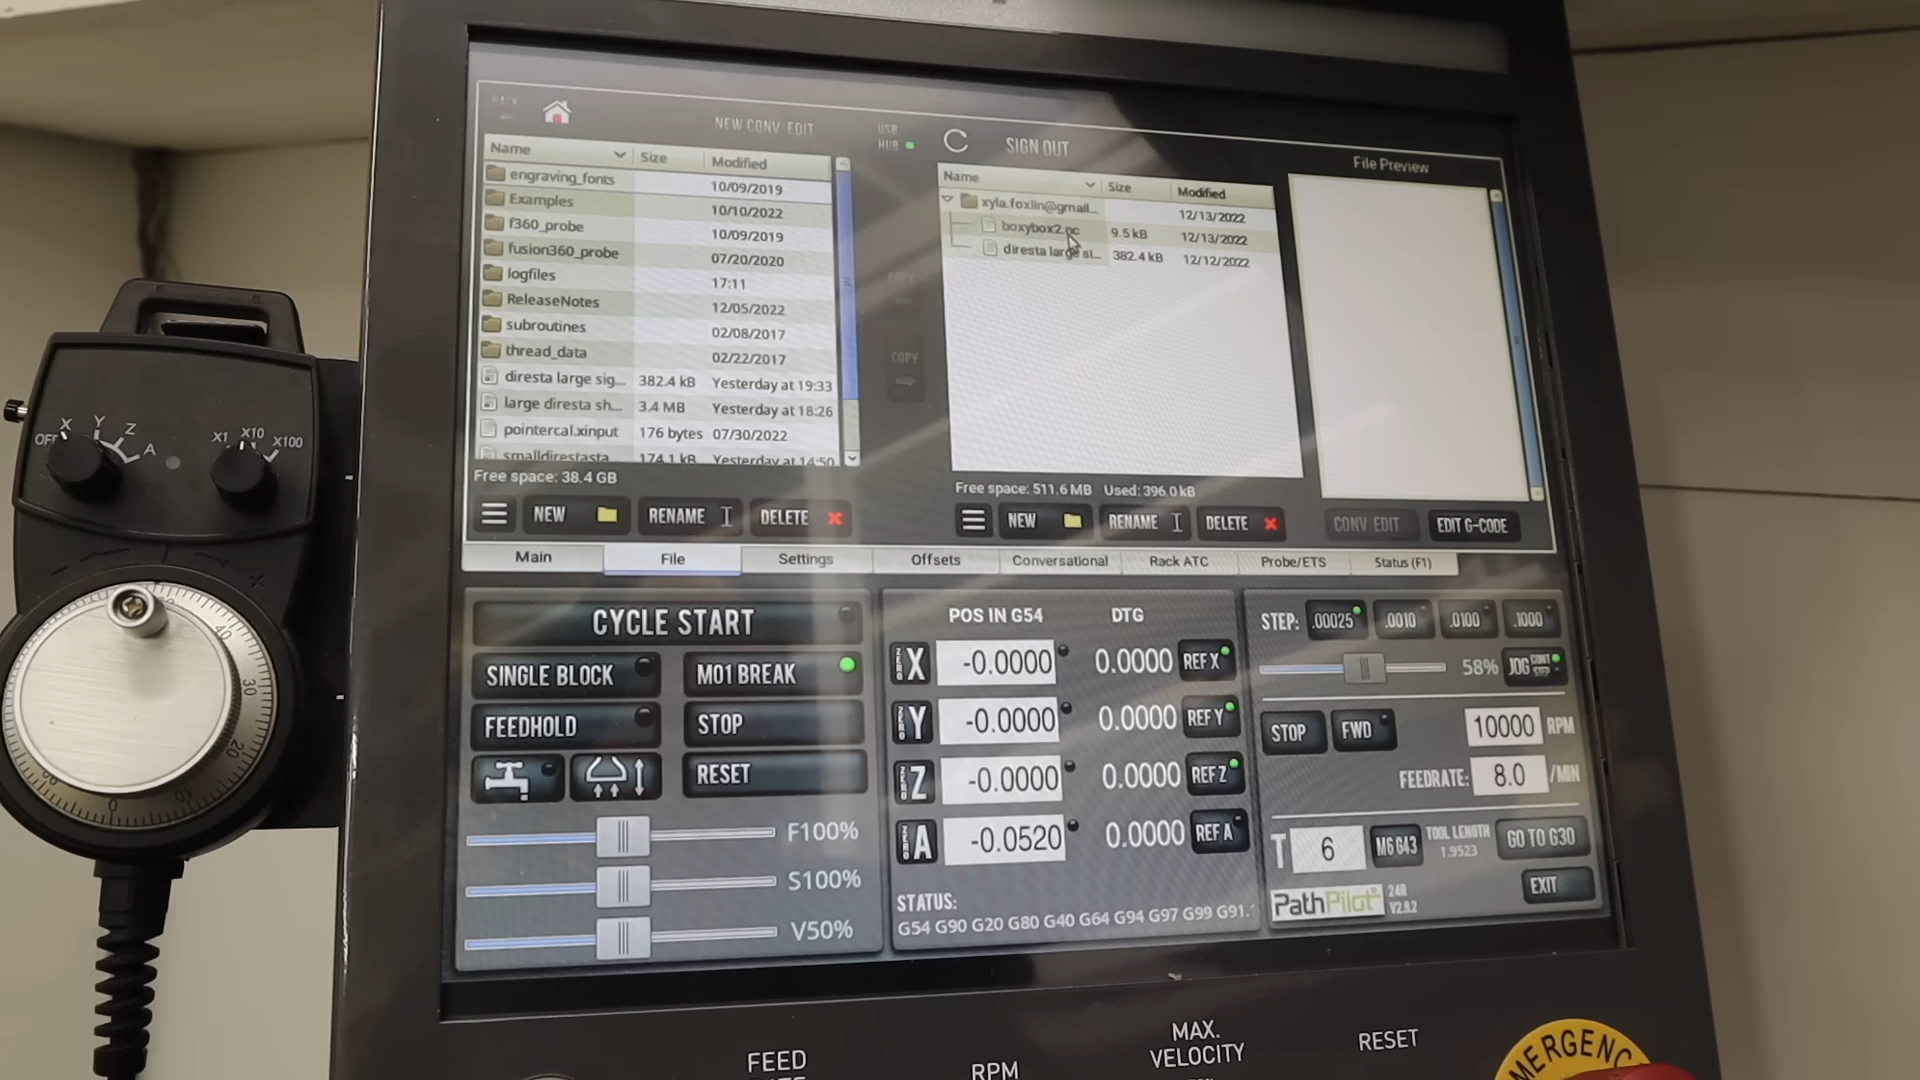 BACK
NEW CONV. EDIT
USB
HUB
SIGN OUT
File Preview
Name Size Modified
engraving_fonts 10/09/2019
Examples 10/10/2022
f360_probe 10/09/2019
fusion360_probe 07/20/2020
logfiles 17:11
ReleaseNotes 12/05/2022
subroutines 02/08/2017
thread_data 02/22/2017
diresta large sig... 382.4 kB Yesterday at 19:33
large diresta sh... 3.4 MB Yesterday at 18:26
pointercal.xinput 176 bytes 07/30/2022
smalldirestasta 174.1 kB Yesterday at 14:50
Free space: 38.4 GB
NEW RENAME DELETE
COPY
COPY
Name Size Modified
xyla.foxlin@gmail... 12/13/2022
boxybox2.nc 9.5 kB 12/13/2022
diresta large si... 382.4 kB 12/12/2022
Free space: 511.6 MB Used: 396.0 kB
NEW RENAME DELETE
CONV. EDIT EDIT G-CODE
Main File Settings Offsets Conversational Rack ATC Probe/ETS Status (F1)
CYCLE START
SINGLE BLOCK M01 BREAK
FEEDHOLD STOP
RESET
F100%
S100%
V50%
POS IN G54 DTG
ZERO X -0.0000 0.0000 REF X
ZERO Y -0.0000 0.0000 REF Y
ZERO Z -0.0000 0.0000 REF Z
ZERO A -0.0520 0.0000 REF A
STATUS:
G54 G90 G20 G80 G40 G64 G94 G97 G99 G91.1
STEP: .00025 .0010 .0100 .1000
58% JOG CONT STEP
STOP FWD 10000 RPM
FEEDRATE: 8.0 /MIN
T 6 M6 G43 TOOL LENGTH 1.9523 GO TO G30
PathPilot 24R
V2.9.2
EXIT
OFF X Y Z A
X1 X10 X100
0 10 20 30 40
FEED
RPM
MAX.
VELOCITY
RESET
EMERGENC